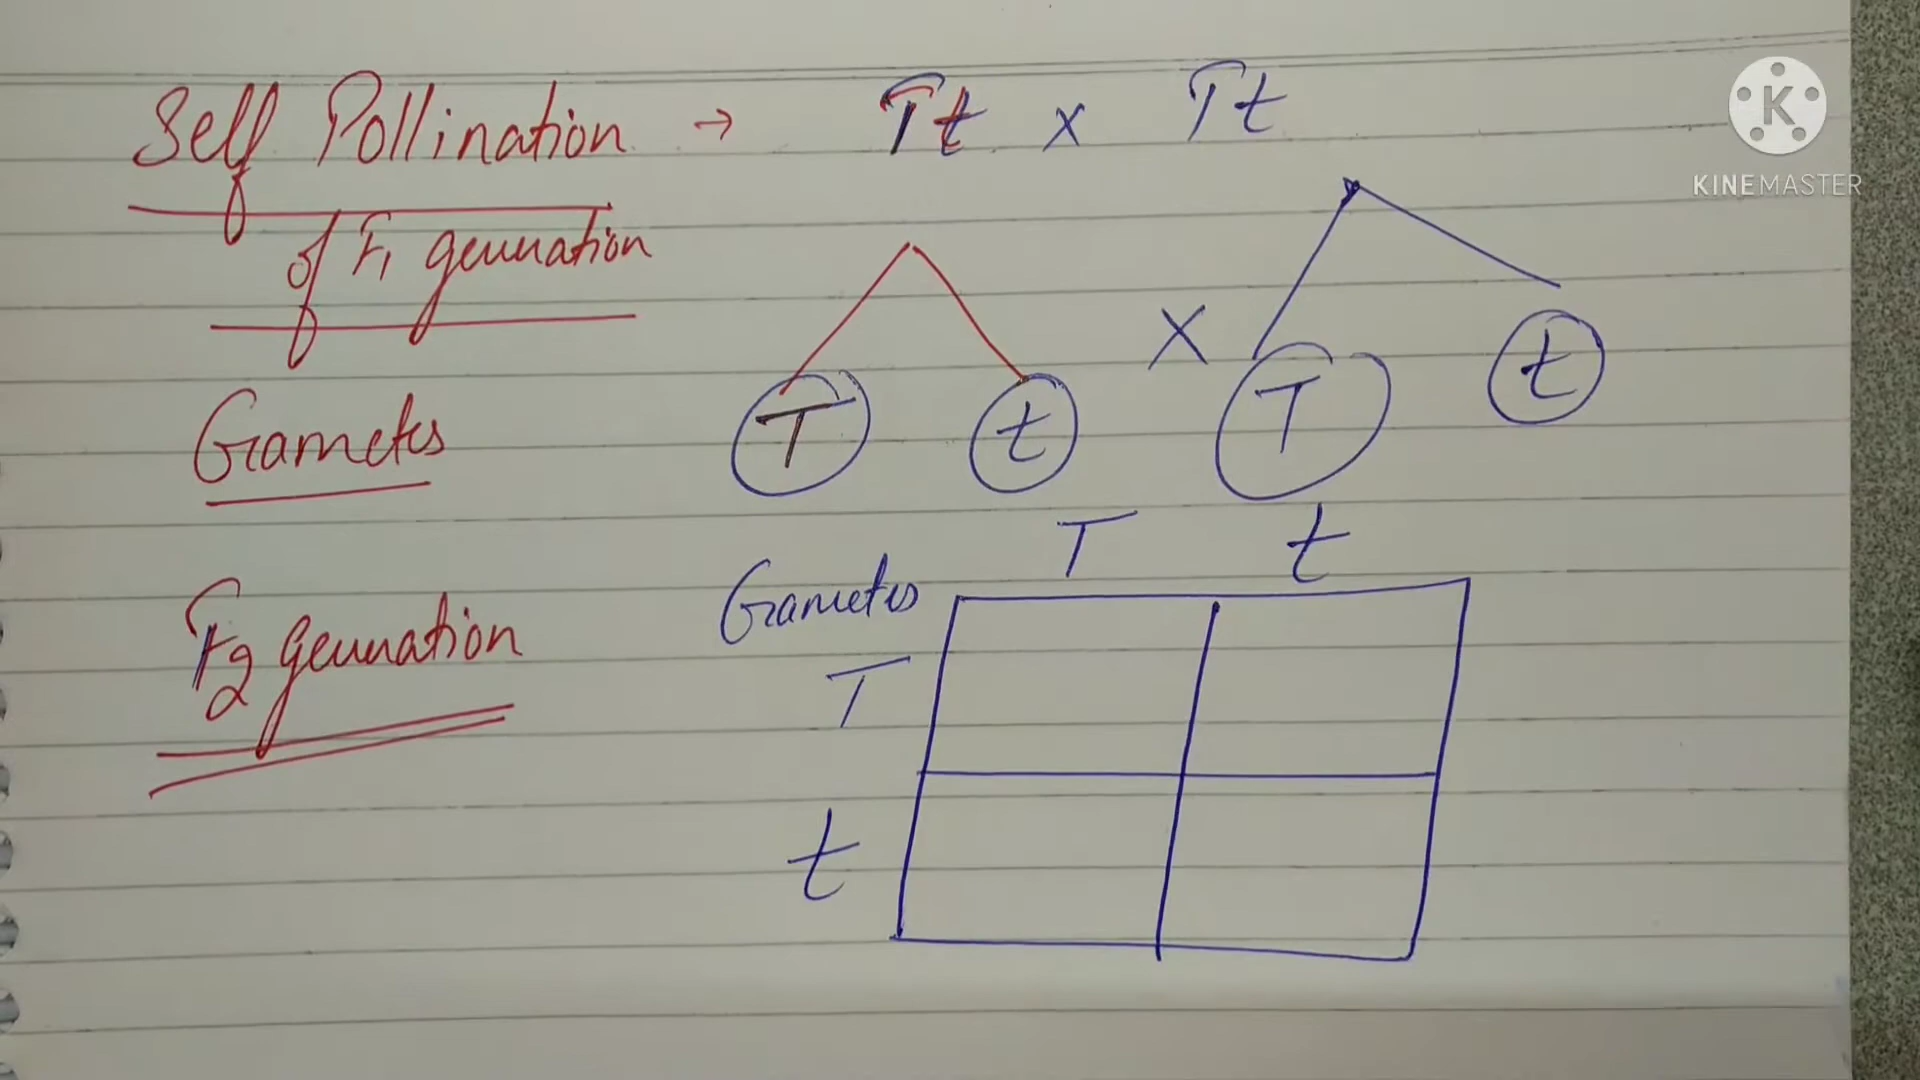 Self Pollination → Tt x Tt
of F1 generation
Gametes T t X T t
T t
Gametes
F2 generation
T
t
K
KINEMASTER